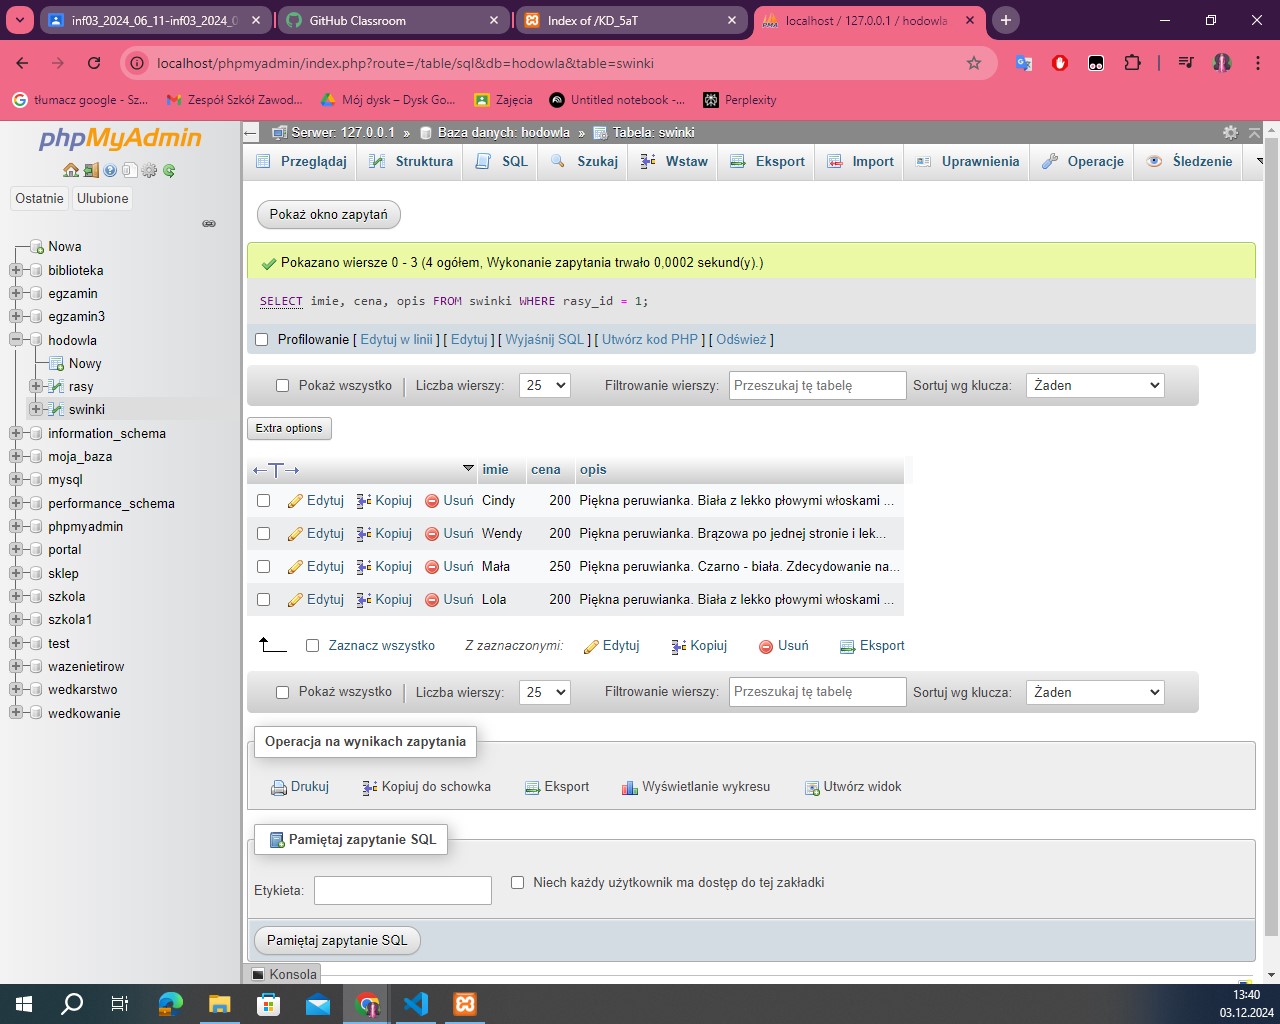 inf03_2024_06_11-inf03_2024_0
GitHub Classroom
Index of /KD_5aT
localhost / 127.0.0.1 / hodowla
localhost/phpmyadmin/index.php?route=/table/sql&db=hodowla&table=swinki
tłumacz google - Sz...
Zespół Szkół Zawod...
Mój dysk – Dysk Go...
Zajęcia
Untitled notebook -...
Perplexity
phpMyAdmin
Ostatnie
Ulubione
Nowa
biblioteka
egzamin
egzamin3
hodowla
Nowy
rasy
swinki
information_schema
moja_baza
mysql
performance_schema
phpmyadmin
portal
sklep
szkola
szkola1
test
wazenietirow
wedkarstwo
wedkowanie
Serwer: 127.0.0.1 » Baza danych: hodowla » Tabela: swinki
Przeglądaj
Struktura
SQL
Szukaj
Wstaw
Eksport
Import
Uprawnienia
Operacje
Śledzenie
Pokaż okno zapytań
Pokazano wiersze 0 - 3 (4 ogółem, Wykonanie zapytania trwało 0,0002 sekund(y).)
SELECT imie, cena, opis FROM swinki WHERE rasy_id = 1;
Profilowanie [ Edytuj w linii ] [ Edytuj ] [ Wyjaśnij SQL ] [ Utwórz kod PHP ] [ Odśwież ]
Pokaż wszystko Liczba wierszy: 25 Filtrowanie wierszy: Przeszukaj tę tabelę Sortuj wg klucza: Żaden
Extra options
←T→ imie cena opis
Edytuj Kopiuj Usuń Cindy 200 Piękna peruwianka. Biała z lekko płowymi włoskami ...
Edytuj Kopiuj Usuń Wendy 200 Piękna peruwianka. Brązowa po jednej stronie i lek...
Edytuj Kopiuj Usuń Mała 250 Piękna peruwianka. Czarno - biała. Zdecydowanie na...
Edytuj Kopiuj Usuń Lola 200 Piękna peruwianka. Biała z lekko płowymi włoskami ...
Zaznacz wszystko Z zaznaczonymi: Edytuj Kopiuj Usuń Eksport
Pokaż wszystko Liczba wierszy: 25 Filtrowanie wierszy: Przeszukaj tę tabelę Sortuj wg klucza: Żaden
Operacja na wynikach zapytania
Drukuj Kopiuj do schowka Eksport Wyświetlanie wykresu Utwórz widok
Pamiętaj zapytanie SQL
Etykieta: Niech każdy użytkownik ma dostęp do tej zakładki
Pamiętaj zapytanie SQL
Konsola
13:40
03.12.2024